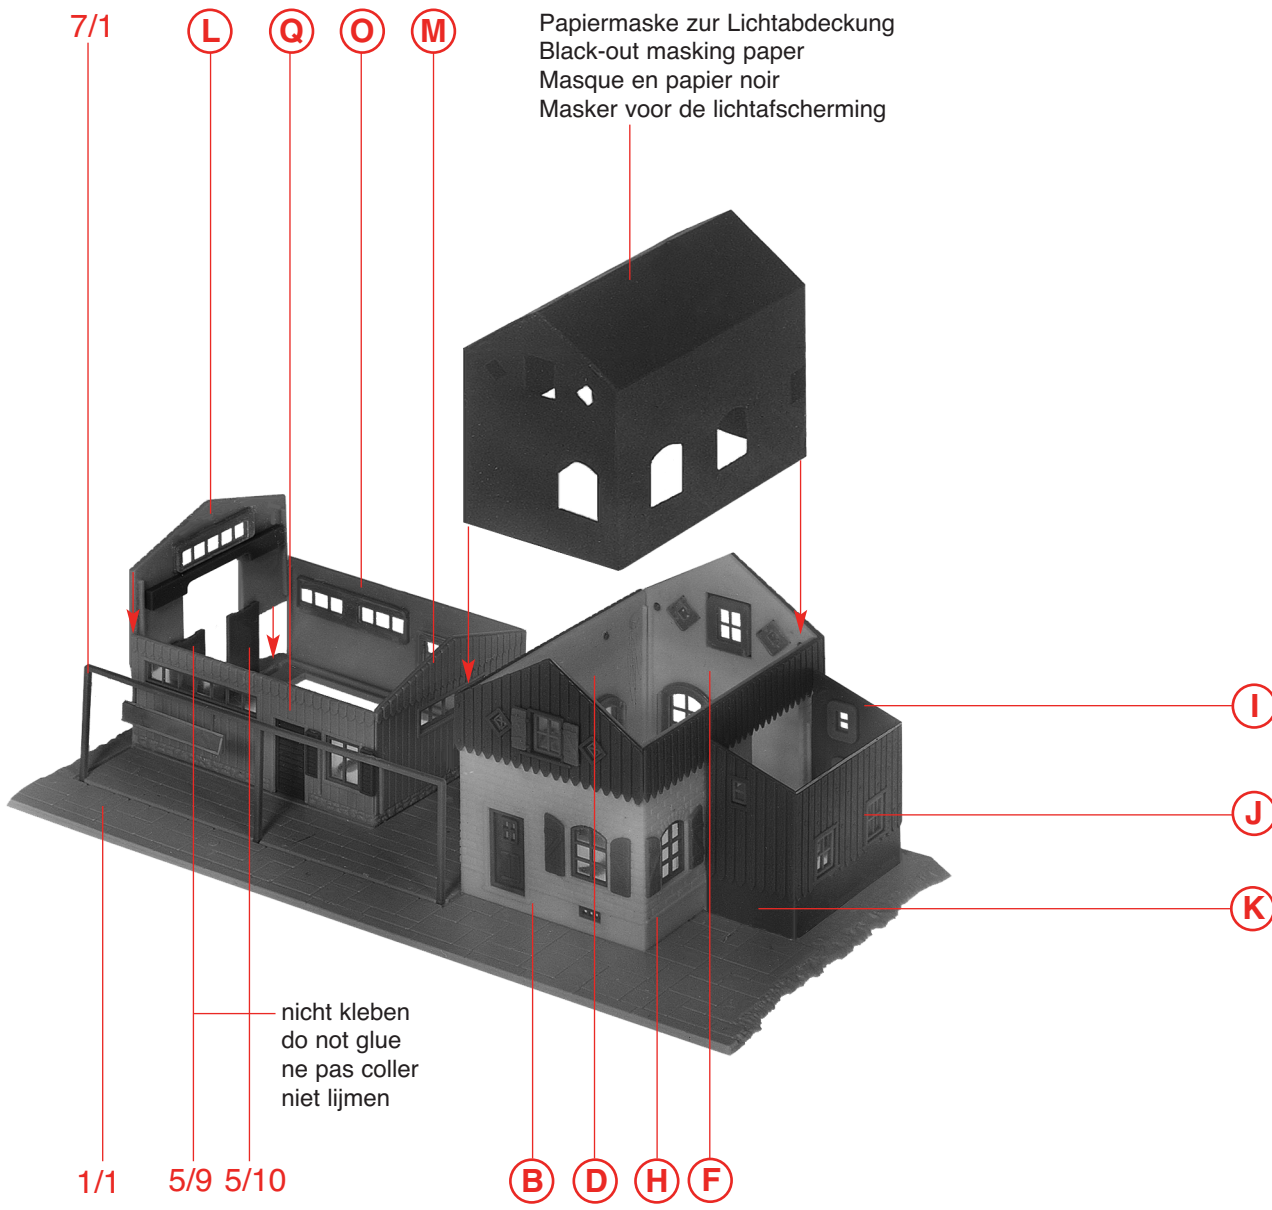 7/1
L
Q
O
M
Papiermaske zur Lichtabdeckung
Black-out masking paper
Masque en papier noir
Masker voor de lichtafscherming
I
J
K
nicht kleben
do not glue
ne pas coller
niet lijmen
1/1
5/9
5/10
B
D
H
F